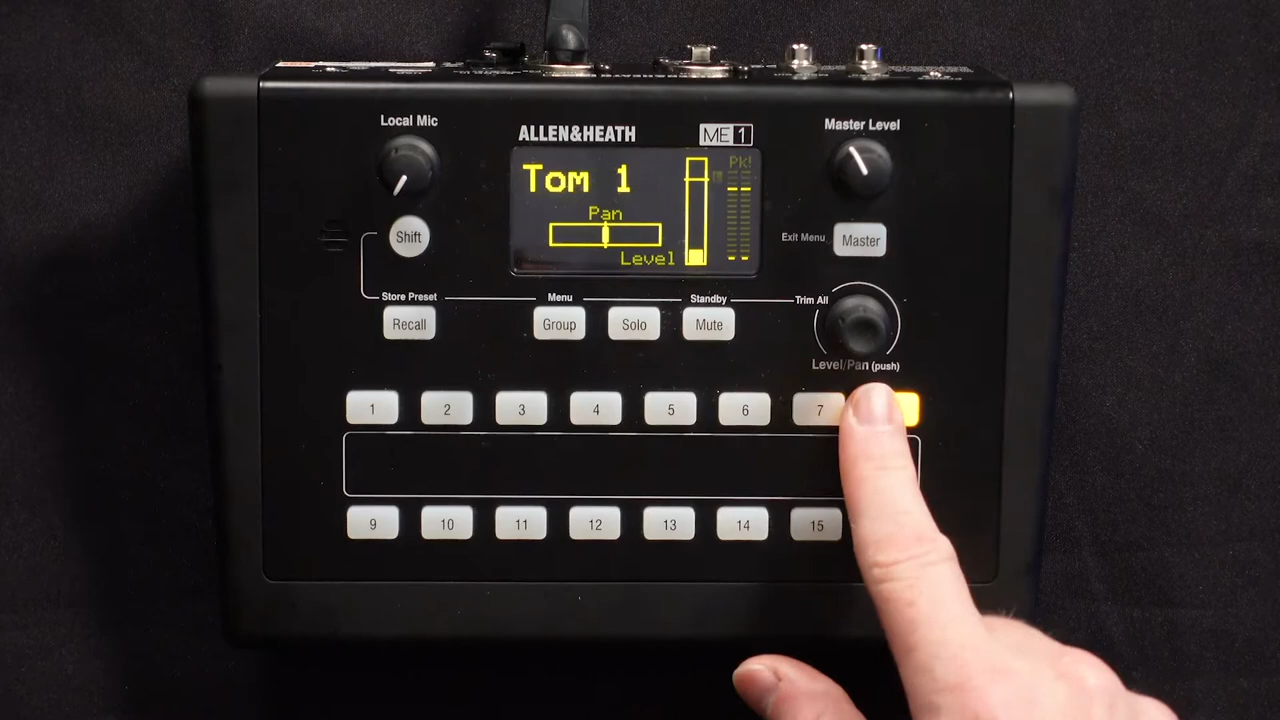 Local Mic
ALLEN&HEATH ME 1
Master Level
Tom 1
Pk!
Pan
Level
Shift
Exit Menu
Master
Store Preset
Menu
Standby
Trim All
Recall
Group
Solo
Mute
Level/Pan (push)
1 2 3 4 5 6 7
9 10 11 12 13 14 15